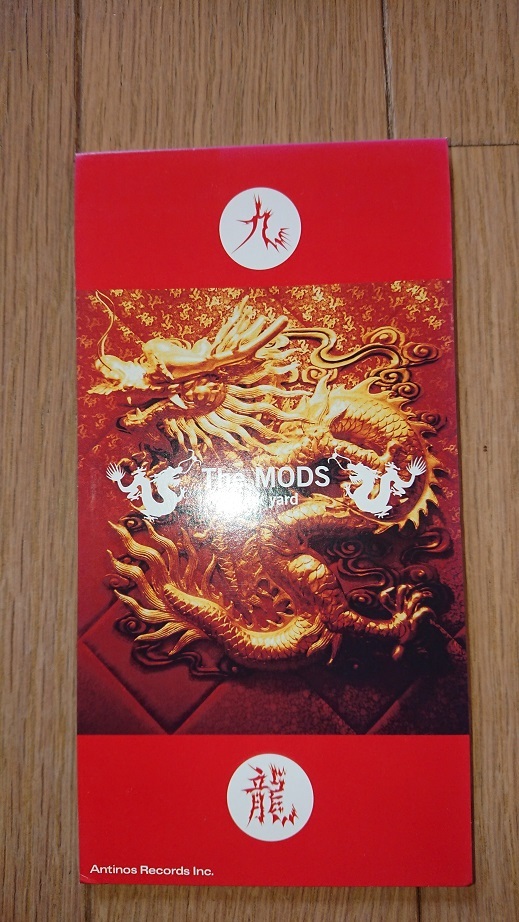 九
The MODS
yard
龍
Antinos Records Inc.